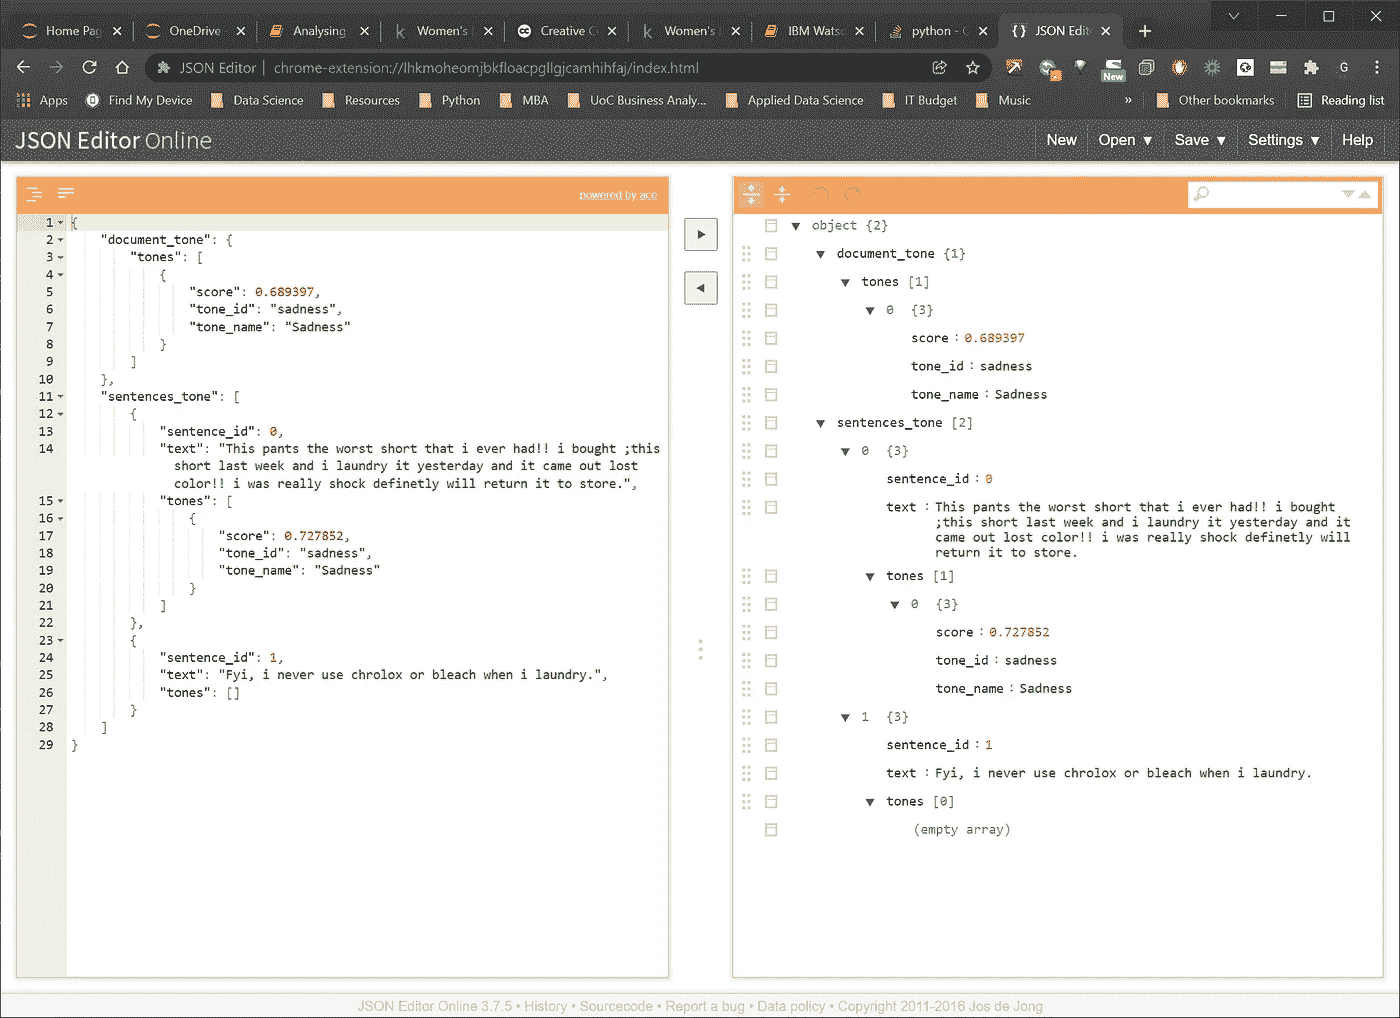 Home Pag
OneDrive
Analysing
Women's D
Creative C
Women's D
IBM Wats
python - C
JSON Edit
JSON Editor | chrome-extension://lhkmoheomjbkfloacpgllgjcamhihfaj/index.html
New
G
Apps Find My Device Data Science Resources Python MBA UoC Business Analy... Applied Data Science IT Budget Music » Other bookmarks Reading list
JSON Editor Online
New Open ▼ Save ▼ Settings ▼ Help
powered by ace
1 {
2 "document_tone": {
3 "tones": [
4 {
5 "score": 0.689397,
6 "tone_id": "sadness",
7 "tone_name": "Sadness"
8 }
9 ]
10 },
11 "sentences_tone": [
12 {
13 "sentence_id": 0,
14 "text": "This pants the worst short that i ever had!! i bought ;this
short last week and i laundry it yesterday and it came out lost
color!! i was really shock definetly will return it to store.",
15 "tones": [
16 {
17 "score": 0.727852,
18 "tone_id": "sadness",
19 "tone_name": "Sadness"
20 }
21 ]
22 },
23 {
24 "sentence_id": 1,
25 "text": "Fyi, i never use chrolox or bleach when i laundry.",
26 "tones": []
27 }
28 ]
29 }
object {2}
document_tone {1}
tones [1]
0 {3}
score : 0.689397
tone_id : sadness
tone_name : Sadness
sentences_tone [2]
0 {3}
sentence_id : 0
text : This pants the worst short that i ever had!! i bought
;this short last week and i laundry it yesterday and it
came out lost color!! i was really shock definetly will
return it to store.
tones [1]
0 {3}
score : 0.727852
tone_id : sadness
tone_name : Sadness
1 {3}
sentence_id : 1
text : Fyi, i never use chrolox or bleach when i laundry.
tones [0]
(empty array)
JSON Editor Online 3.7.5 • History • Sourcecode • Report a bug • Data policy • Copyright 2011-2016 Jos de Jong